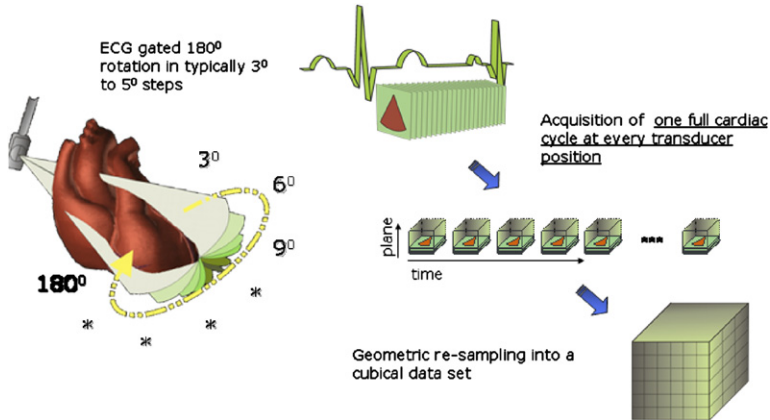 ECG gated 180⁰
rotation in typically 3⁰
to 5⁰ steps
3⁰
6⁰
9⁰
*
*
*
*
180⁰
Acquisition of one full cardiac
cycle at every transducer
position
plane
***
time
Geometric re-sampling into a
cubical data set